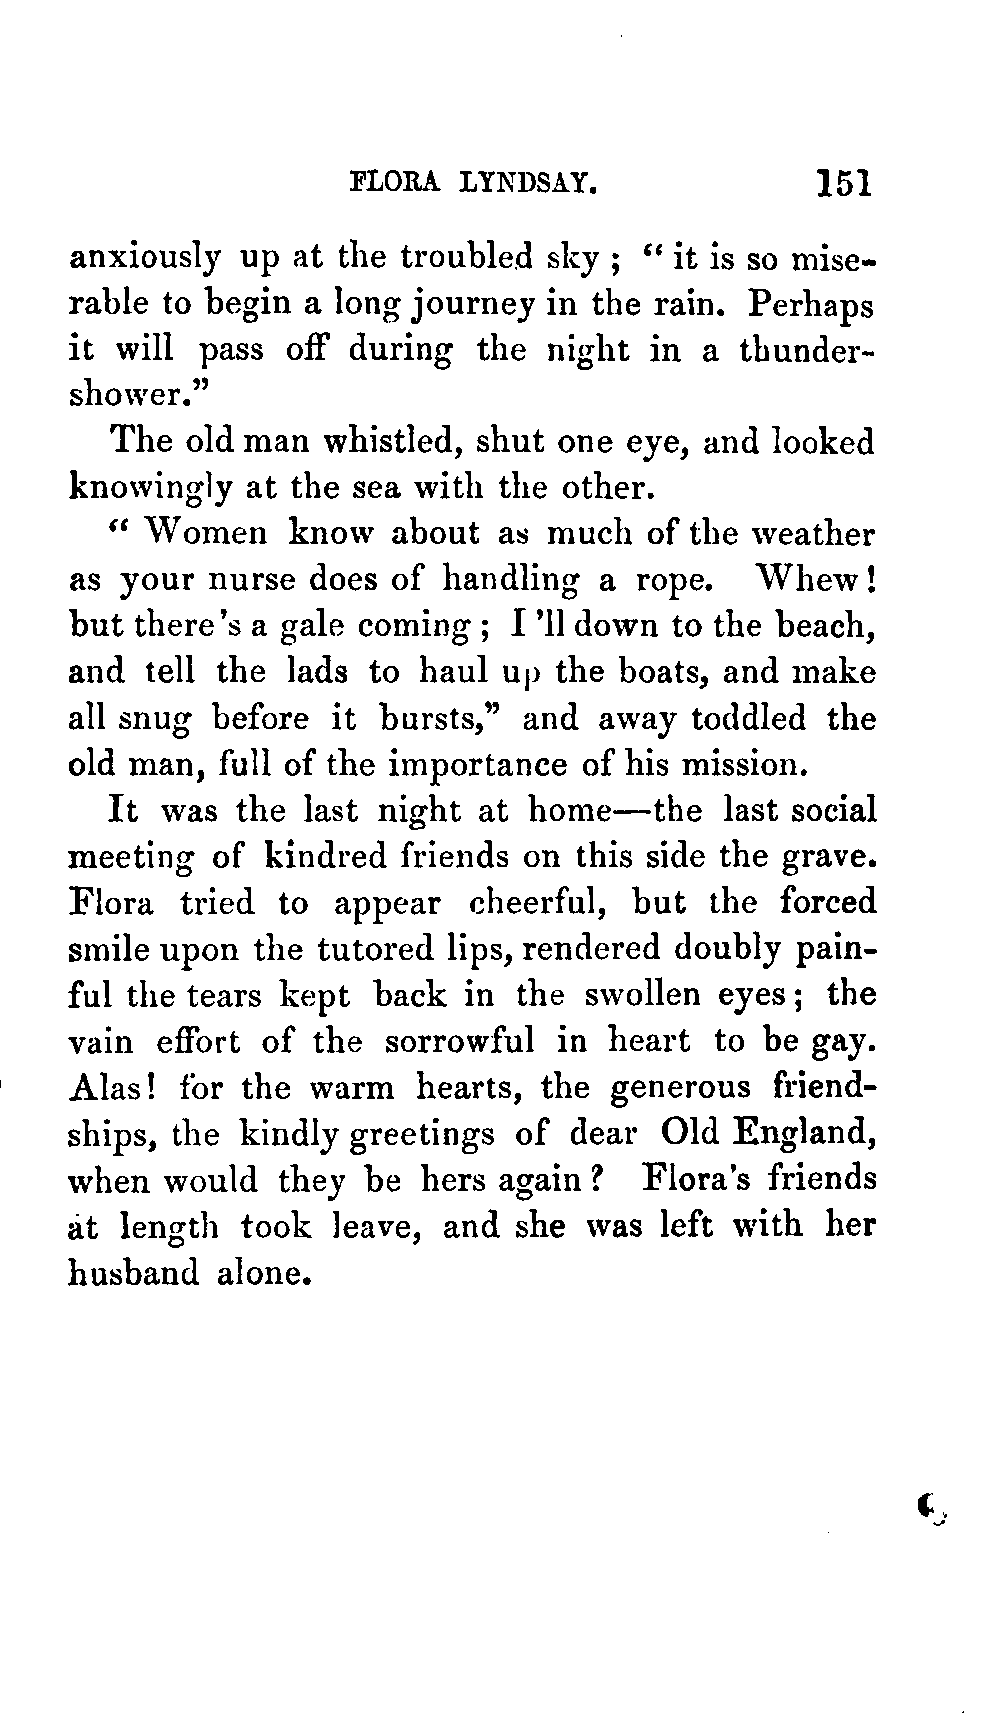 FLORA LYNDSAY. 151
anxiously up at the troubled sky ; “ it is so mise-
rable to begin a long journey in the rain. Perhaps
it will pass off during the night in a thunder-
shower.”
The old man whistled, shut one eye, and looked
knowingly at the sea with the other.
“ Women know about as much of the weather
as your nurse does of handling a rope. Whew !
but there’s a gale coming ; I’ll down to the beach,
and tell the lads to haul up the boats, and make
all snug before it bursts,” and away toddled the
old man, full of the importance of his mission.
It was the last night at home—the last social
meeting of kindred friends on this side the grave.
Flora tried to appear cheerful, but the forced
smile upon the tutored lips, rendered doubly pain-
ful the tears kept back in the swollen eyes ; the
vain effort of the sorrowful in heart to be gay.
Alas! for the warm hearts, the generous friend-
ships, the kindly greetings of dear Old England,
when would they be hers again ? Flora’s friends
at length took leave, and she was left with her
husband alone.